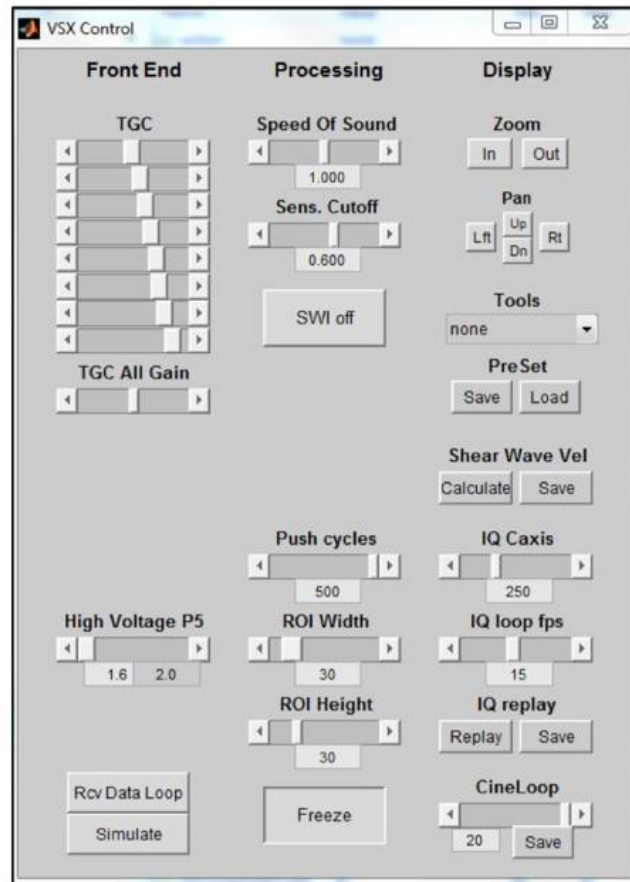 VSX Control
Front End
Processing
Display
TGC
Speed Of Sound
1.000
Sens. Cutoff
0.600
SWI off
Zoom
In
Out
Pan
Lft
Up
Dn
Rt
Tools
none
PreSet
Save
Load
TGC All Gain
Shear Wave Vel
Calculate
Save
Push cycles
500
IQ Caxis
250
High Voltage P5
1.6
2.0
ROI Width
30
IQ loop fps
15
ROI Height
30
IQ replay
Replay
Save
Rcv Data Loop
Simulate
Freeze
CineLoop
20
Save